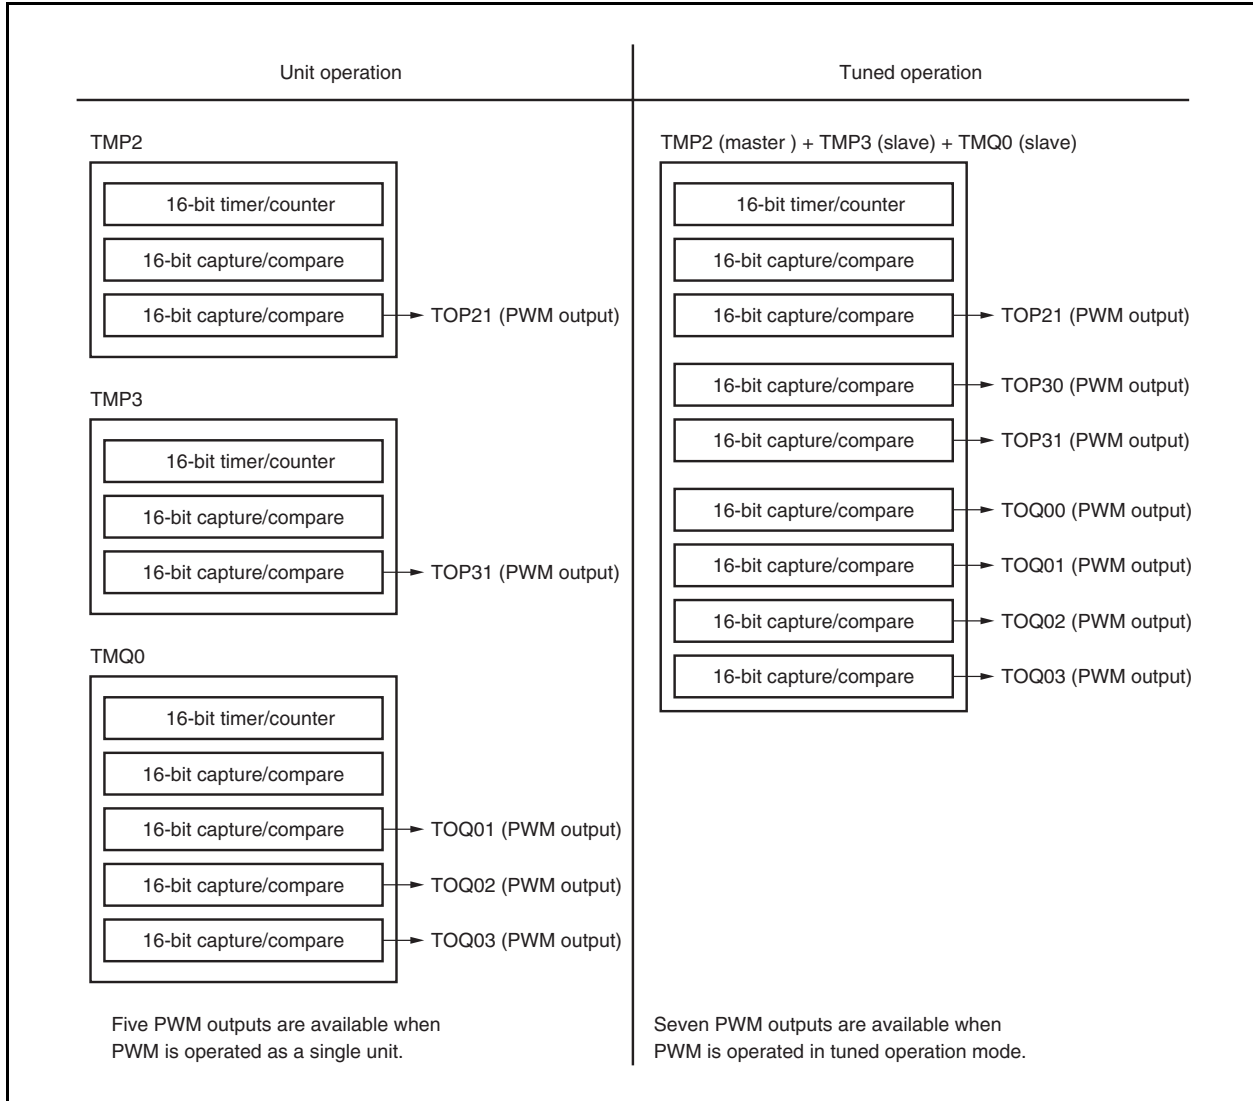 Unit operation
Tuned operation
TMP2
16-bit timer/counter
16-bit capture/compare
16-bit capture/compare
TOP21 (PWM output)
TMP3
16-bit timer/counter
16-bit capture/compare
16-bit capture/compare
TOP31 (PWM output)
TMQ0
16-bit timer/counter
16-bit capture/compare
16-bit capture/compare
TOQ01 (PWM output)
16-bit capture/compare
TOQ02 (PWM output)
16-bit capture/compare
TOQ03 (PWM output)
Five PWM outputs are available when
PWM is operated as a single unit.
TMP2 (master ) + TMP3 (slave) + TMQ0 (slave)
16-bit timer/counter
16-bit capture/compare
16-bit capture/compare
TOP21 (PWM output)
16-bit capture/compare
TOP30 (PWM output)
16-bit capture/compare
TOP31 (PWM output)
16-bit capture/compare
TOQ00 (PWM output)
16-bit capture/compare
TOQ01 (PWM output)
16-bit capture/compare
TOQ02 (PWM output)
16-bit capture/compare
TOQ03 (PWM output)
Seven PWM outputs are available when
PWM is operated in tuned operation mode.